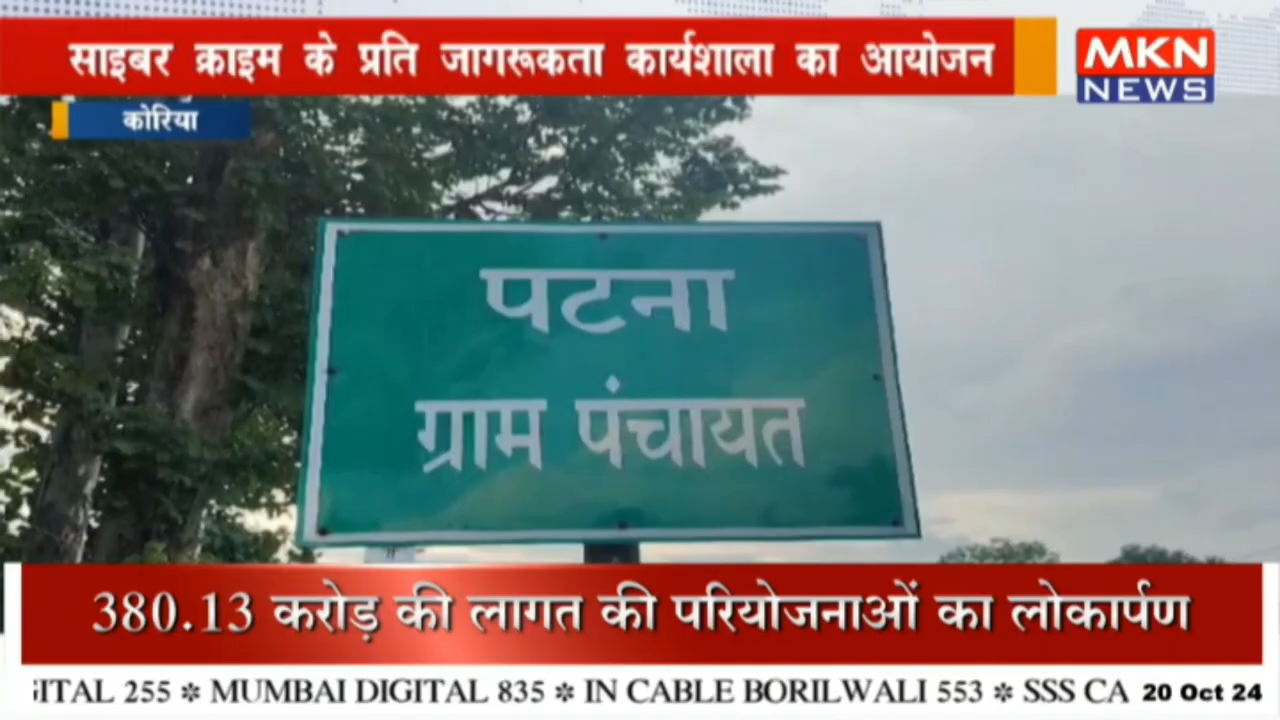 साइबर क्राइम के प्रति जागरूकता कार्यशाला का आयोजन
MKN
NEWS
कोरिया
पटना
ग्राम पंचायत
380.13 करोड़ की लागत की परियोजनाओं का लोकार्पण
ITAL 255 ✲ MUMBAI DIGITAL 835 ✲ IN CABLE BORILWALI 553 ✲ SSS CA 20 Oct 24